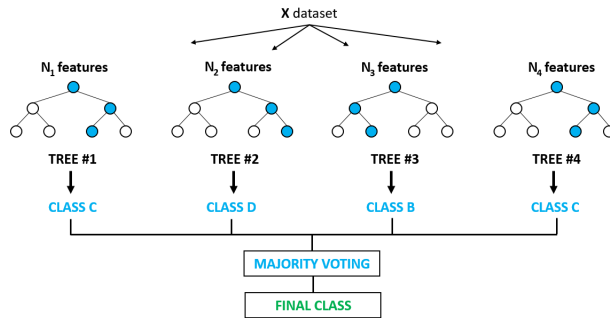 X dataset
N₁ features N₂ features N₃ features N₄ features
TREE #1 TREE #2 TREE #3 TREE #4
CLASS C CLASS D CLASS B CLASS C
MAJORITY VOTING
FINAL CLASS